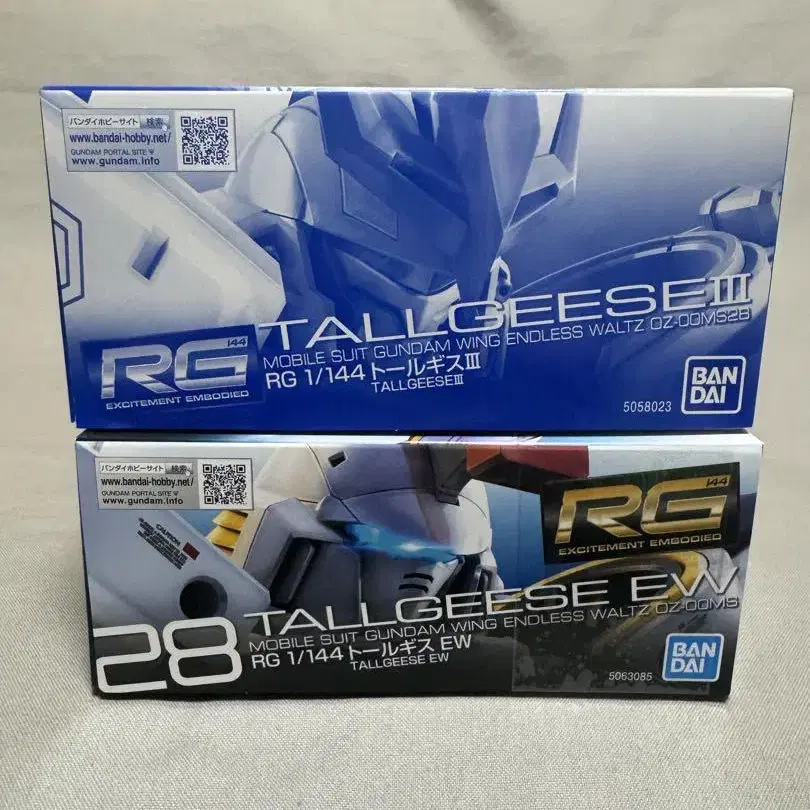 バンダイホビーサイト 検索
www.bandai-hobby.net/
GUNDAM PORTAL SITE
www.gundam.info
TALLGEESEⅢ
MOBILE SUIT GUNDAM WING ENDLESS WALTZ OZ-00MS2B
RG 1/144 トールギスⅢ
TALLGEESEⅢ
144
RG
EXCITEMENT EMBODIED
5058023
BAN
DAI
バンダイホビーサイト 検索
www.bandai-hobby.net/
GUNDAM PORTAL SITE
www.gundam.info
CAUTION
144
RG
EXCITEMENT EMBODIED
28
TALLGEESE EW
MOBILE SUIT GUNDAM WING ENDLESS WALTZ OZ-00MS
RG 1/144 トールギス EW
TALLGEESE EW
5063085
BAN
DAI